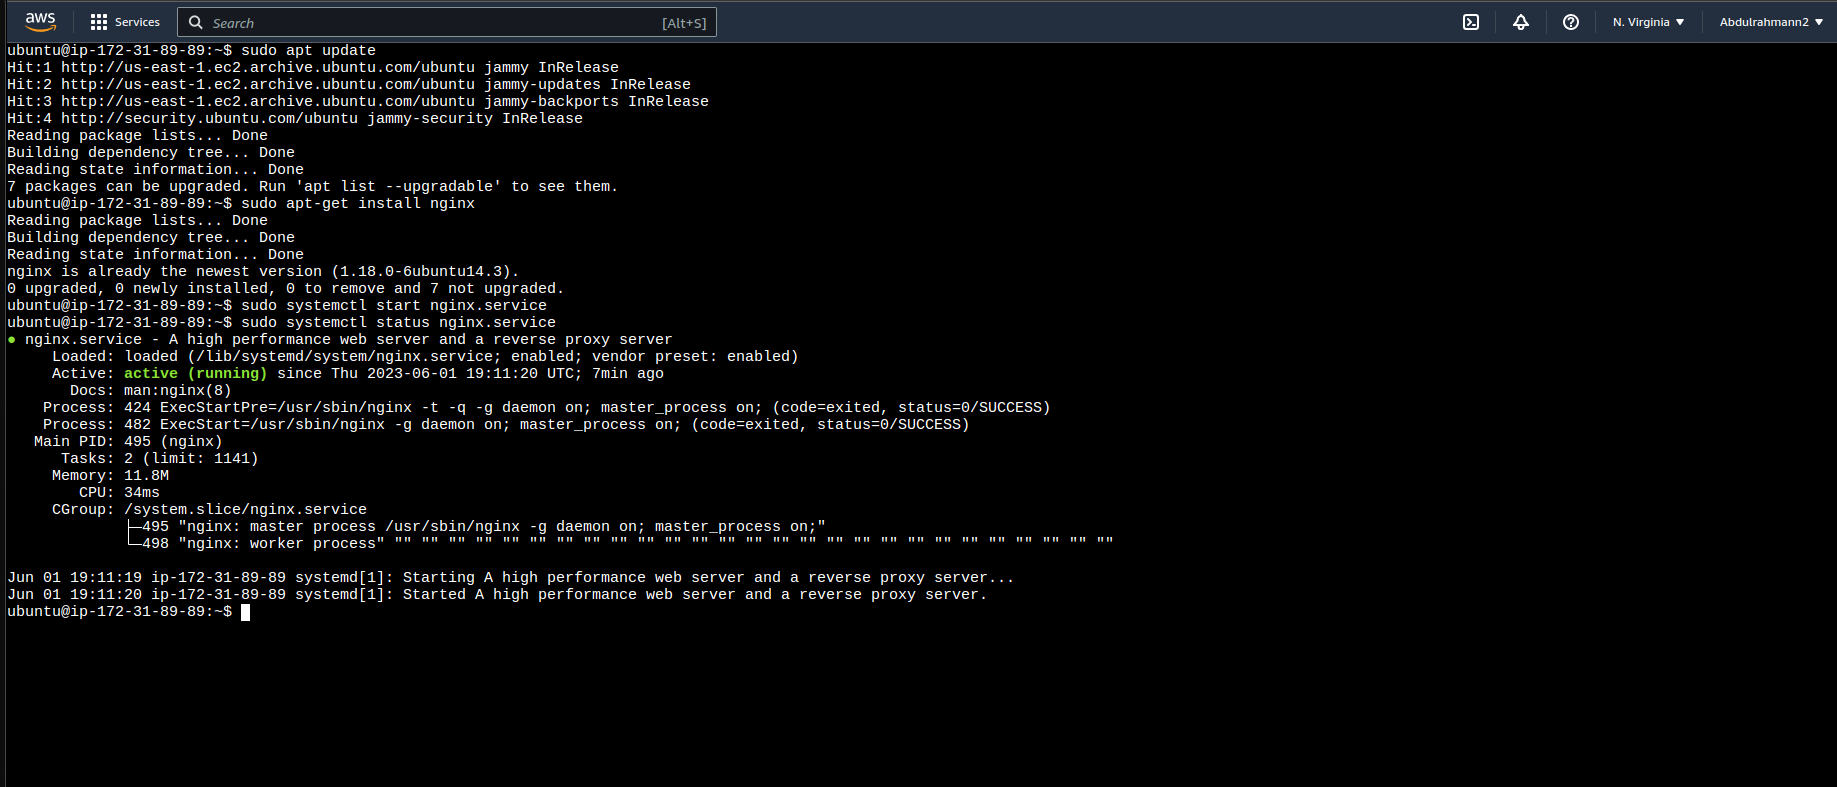 aws Services Search [Alt+S] N. Virginia Abdulrahmann2
ubuntu@ip-172-31-89-89:~$ sudo apt update
Hit:1 http://us-east-1.ec2.archive.ubuntu.com/ubuntu jammy InRelease
Hit:2 http://us-east-1.ec2.archive.ubuntu.com/ubuntu jammy-updates InRelease
Hit:3 http://us-east-1.ec2.archive.ubuntu.com/ubuntu jammy-backports InRelease
Hit:4 http://security.ubuntu.com/ubuntu jammy-security InRelease
Reading package lists... Done
Building dependency tree... Done
Reading state information... Done
7 packages can be upgraded. Run 'apt list --upgradable' to see them.
ubuntu@ip-172-31-89-89:~$ sudo apt-get install nginx
Reading package lists... Done
Building dependency tree... Done
Reading state information... Done
nginx is already the newest version (1.18.0-6ubuntu14.3).
0 upgraded, 0 newly installed, 0 to remove and 7 not upgraded.
ubuntu@ip-172-31-89-89:~$ sudo systemctl start nginx.service
ubuntu@ip-172-31-89-89:~$ sudo systemctl status nginx.service
● nginx.service - A high performance web server and a reverse proxy server
     Loaded: loaded (/lib/systemd/system/nginx.service; enabled; vendor preset: enabled)
     Active: active (running) since Thu 2023-06-01 19:11:20 UTC; 7min ago
       Docs: man:nginx(8)
    Process: 424 ExecStartPre=/usr/sbin/nginx -t -q -g daemon on; master_process on; (code=exited, status=0/SUCCESS)
    Process: 482 ExecStart=/usr/sbin/nginx -g daemon on; master_process on; (code=exited, status=0/SUCCESS)
   Main PID: 495 (nginx)
      Tasks: 2 (limit: 1141)
     Memory: 11.8M
        CPU: 34ms
     CGroup: /system.slice/nginx.service
             ├─495 "nginx: master process /usr/sbin/nginx -g daemon on; master_process on;"
             └─498 "nginx: worker process" "" "" "" "" "" "" "" "" "" "" "" "" "" "" "" "" "" "" "" "" "" "" "" "" "" "" ""

Jun 01 19:11:19 ip-172-31-89-89 systemd[1]: Starting A high performance web server and a reverse proxy server...
Jun 01 19:11:20 ip-172-31-89-89 systemd[1]: Started A high performance web server and a reverse proxy server.
ubuntu@ip-172-31-89-89:~$